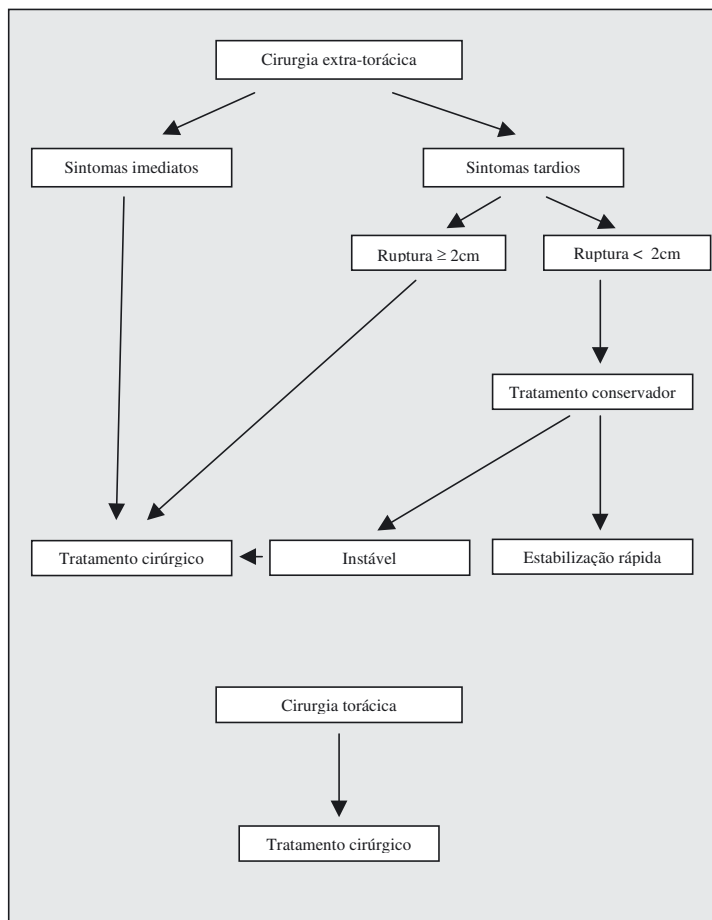 Cirurgia extra-torácica
Sintomas imediatos
Sintomas tardios
Ruptura ≥ 2cm
Ruptura < 2cm
Tratamento conservador
Tratamento cirúrgico
Instável
Estabilização rápida
Cirurgia torácica
Tratamento cirúrgico